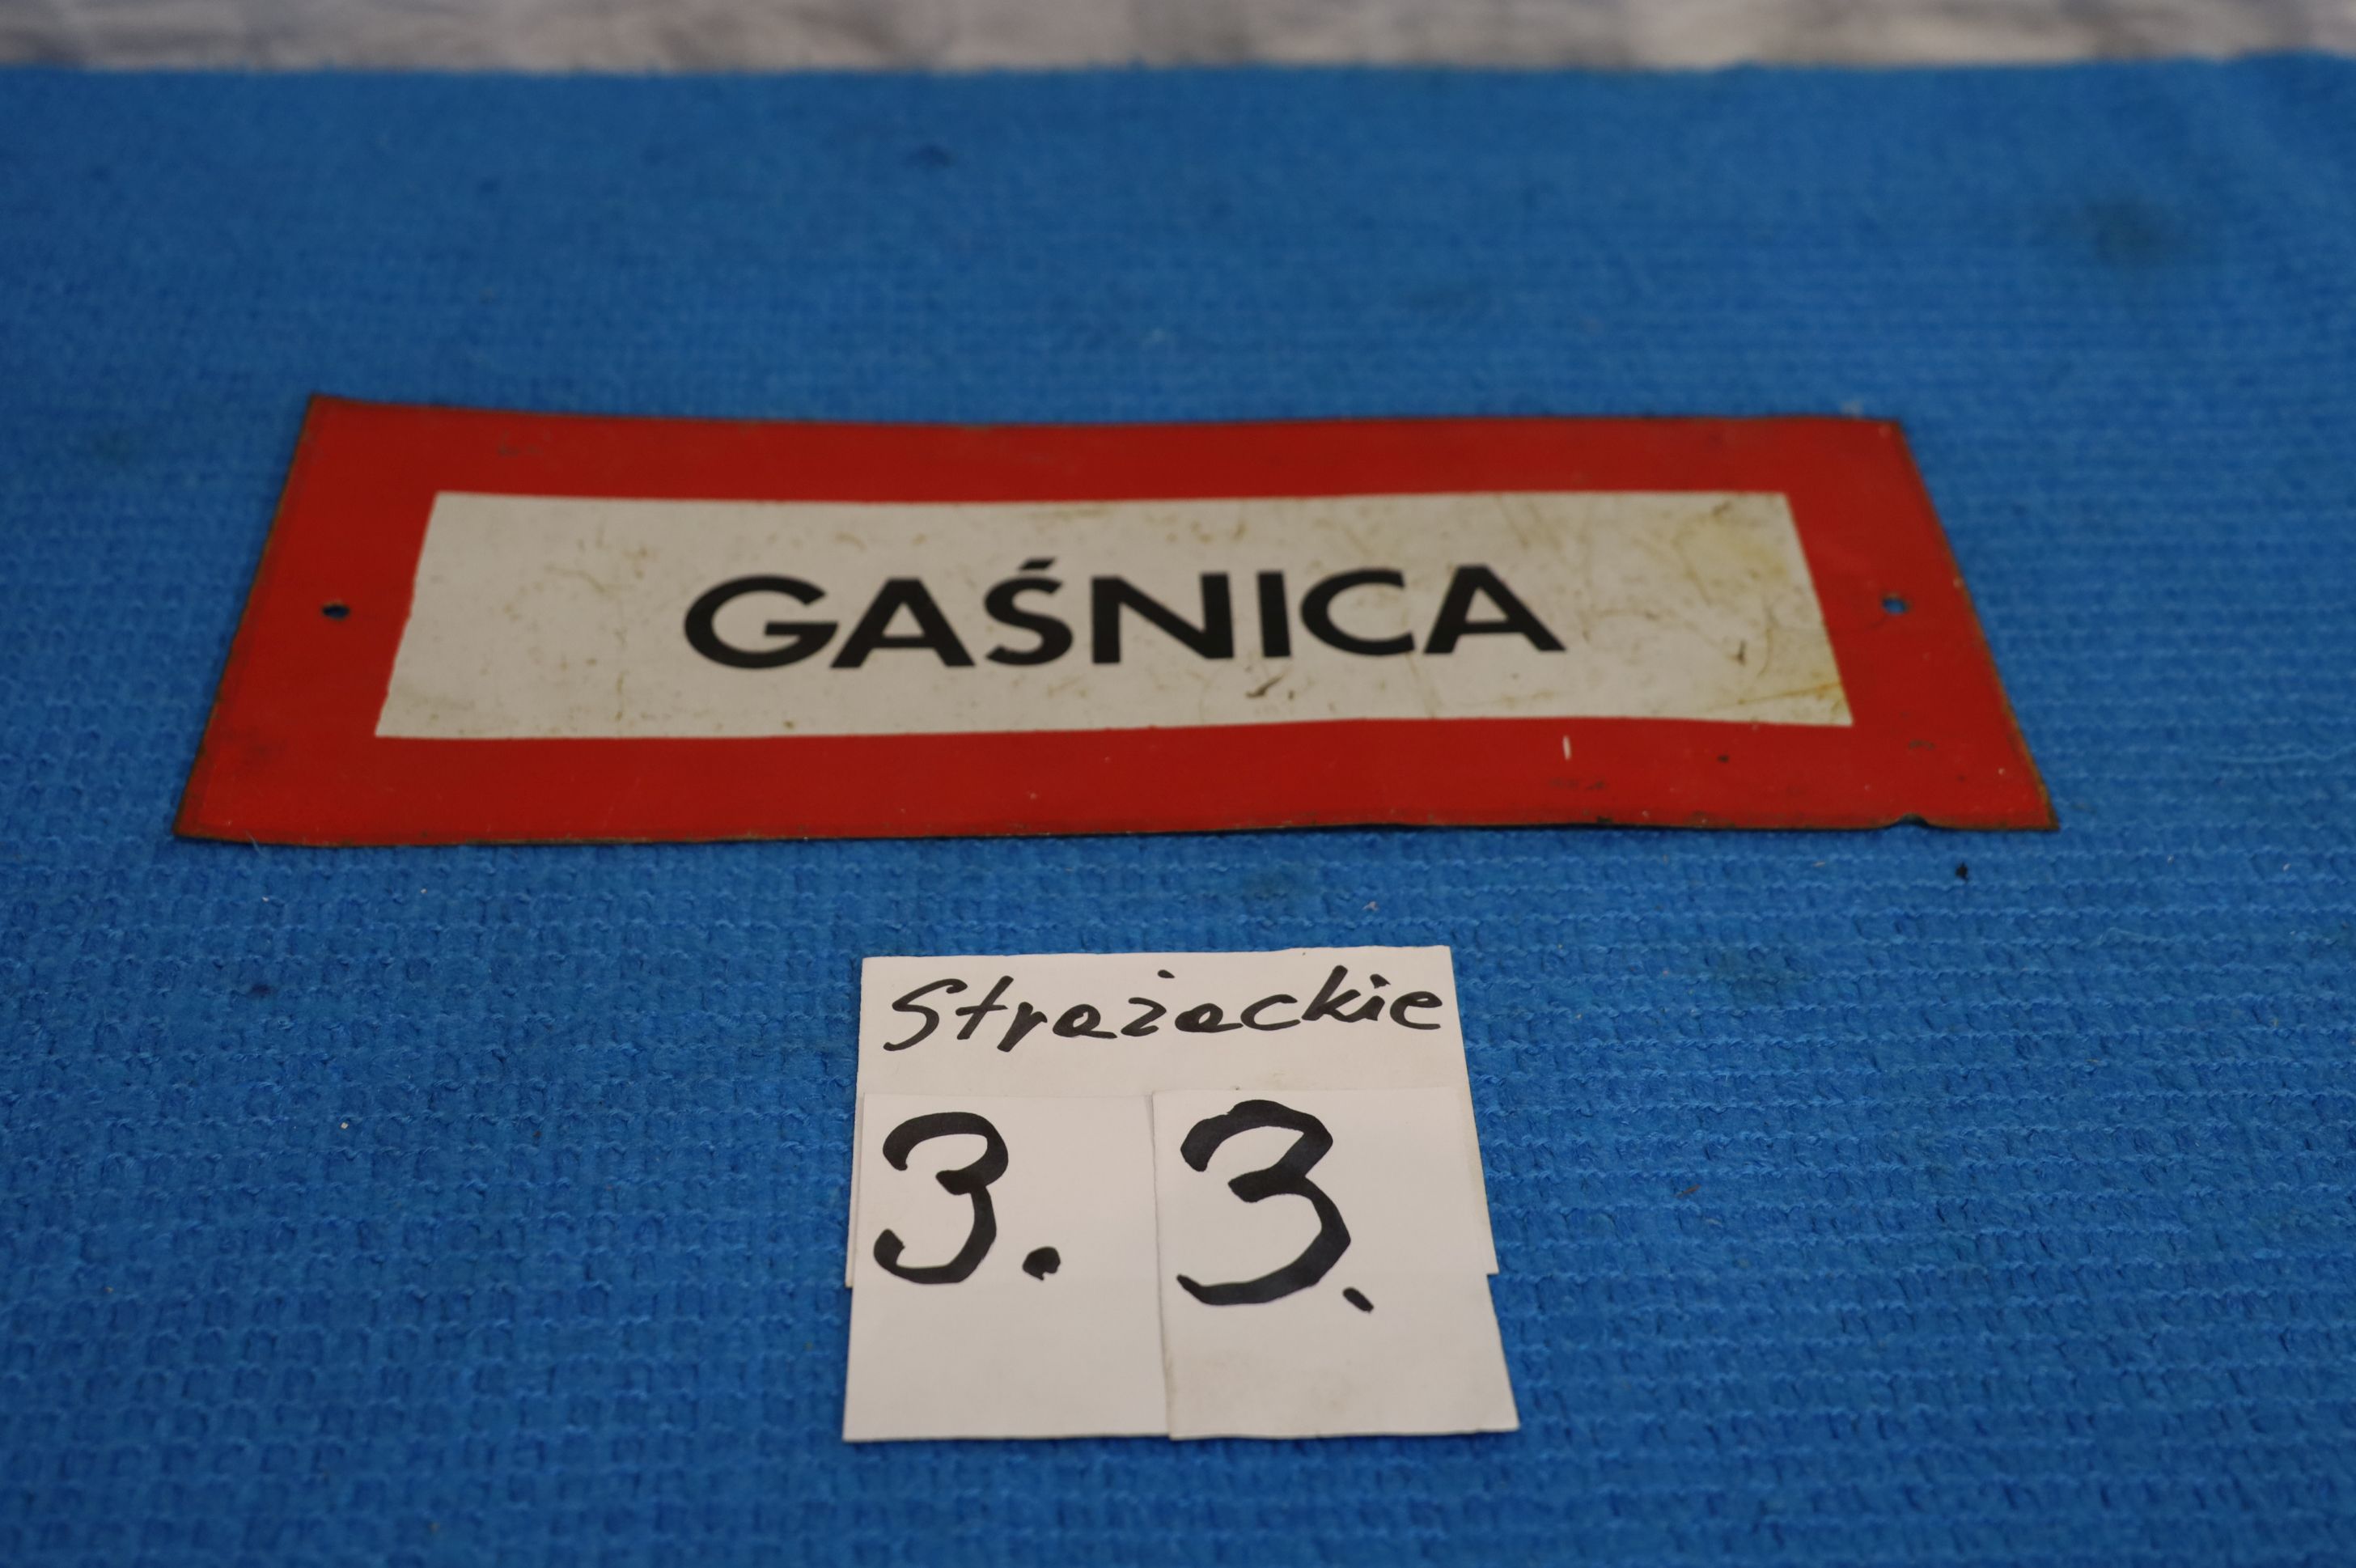 GAŚNICA
Strażackie
3. 3.